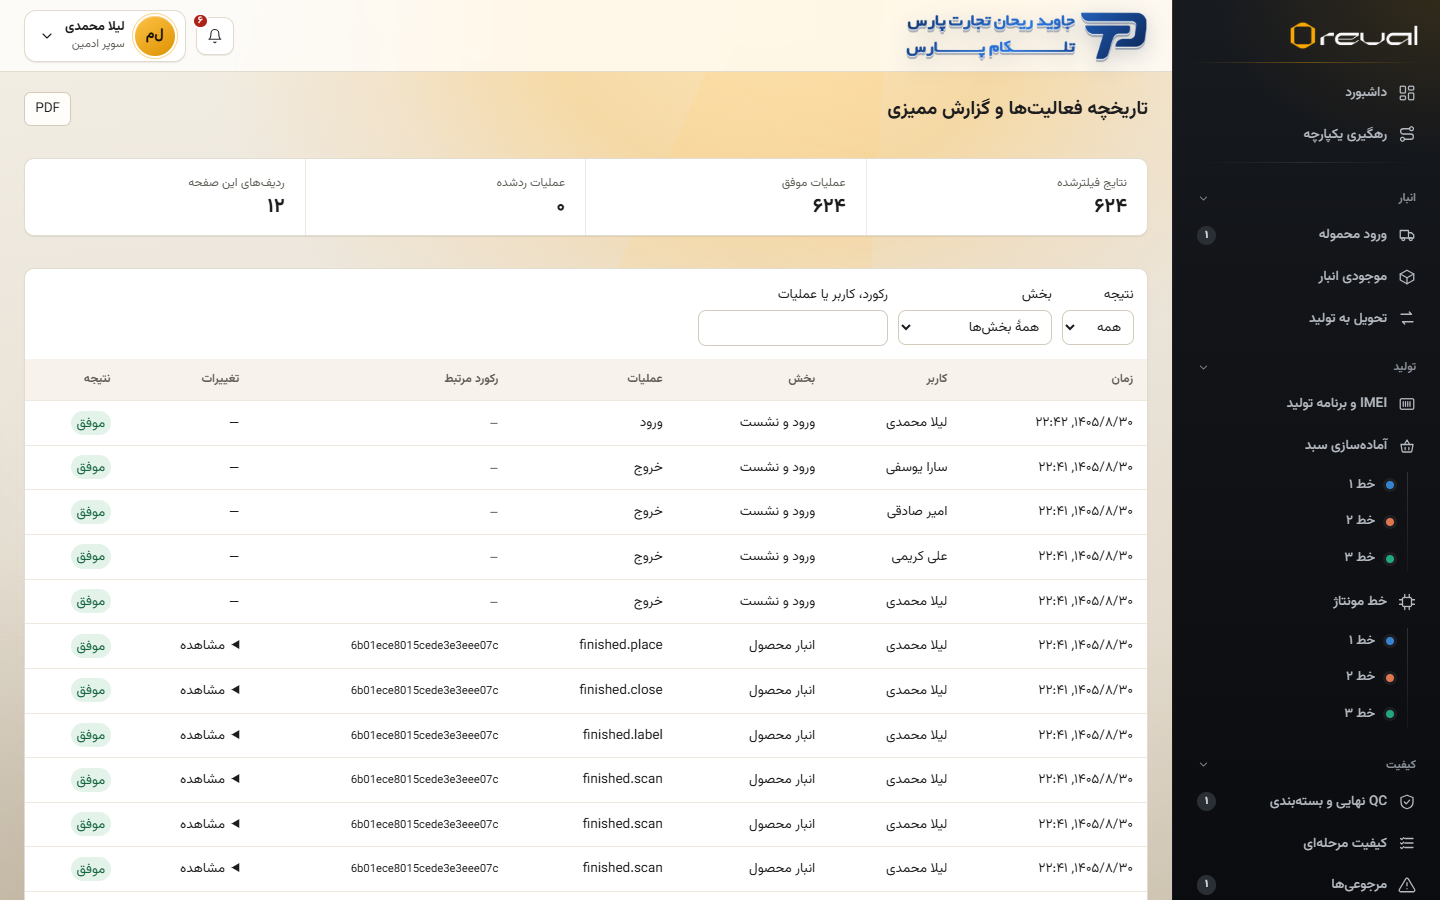 reval
داشبورد
رهگیری یکپارچه
انبار
ورود محموله
۱
موجودی انبار
تحویل به تولید
تولید
IMEI و برنامه تولید
آماده‌سازی سبد
خط ۱
خط ۲
خط ۳
خط مونتاژ
خط ۱
خط ۲
خط ۳
کیفیت
QC نهایی و بسته‌بندی
۱
کیفیت مرحله‌ای
مرجوعی‌ها
۱
جاوید ریحان تجارت پارس
تلکام پارس
۶
لیلا محمدی
سوپر ادمین
ل‌م
تاریخچه فعالیت‌ها و گزارش ممیزی
PDF
نتایج فیلترشده
۶۲۴
عملیات موفق
۶۲۴
عملیات ردشده
۰
ردیف‌های این صفحه
۱۲
نتیجه
همه
بخش
همهٔ بخش‌ها
رکورد، کاربر یا عملیات
زمان کاربر بخش عملیات رکورد مرتبط تغییرات نتیجه
۱۴۰۵/۸/۳۰, ۲۲:۴۲ لیلا محمدی ورود و نشست ورود – — موفق
۱۴۰۵/۸/۳۰, ۲۲:۴۱ سارا یوسفی ورود و نشست خروج – — موفق
۱۴۰۵/۸/۳۰, ۲۲:۴۱ امیر صادقی ورود و نشست خروج – — موفق
۱۴۰۵/۸/۳۰, ۲۲:۴۱ علی کریمی ورود و نشست خروج – — موفق
۱۴۰۵/۸/۳۰, ۲۲:۴۱ لیلا محمدی ورود و نشست خروج – — موفق
۱۴۰۵/۸/۳۰, ۲۲:۴۱ لیلا محمدی انبار محصول finished.place 6b01ece8015cede3e3eee07c ◀ مشاهده موفق
۱۴۰۵/۸/۳۰, ۲۲:۴۱ لیلا محمدی انبار محصول finished.close 6b01ece8015cede3e3eee07c ◀ مشاهده موفق
۱۴۰۵/۸/۳۰, ۲۲:۴۱ لیلا محمدی انبار محصول finished.label 6b01ece8015cede3e3eee07c ◀ مشاهده موفق
۱۴۰۵/۸/۳۰, ۲۲:۴۱ لیلا محمدی انبار محصول finished.scan 6b01ece8015cede3e3eee07c ◀ مشاهده موفق
۱۴۰۵/۸/۳۰, ۲۲:۴۱ لیلا محمدی انبار محصول finished.scan 6b01ece8015cede3e3eee07c ◀ مشاهده موفق
۱۴۰۵/۸/۳۰, ۲۲:۴۱ لیلا محمدی انبار محصول finished.scan 6b01ece8015cede3e3eee07c ◀ مشاهده موفق